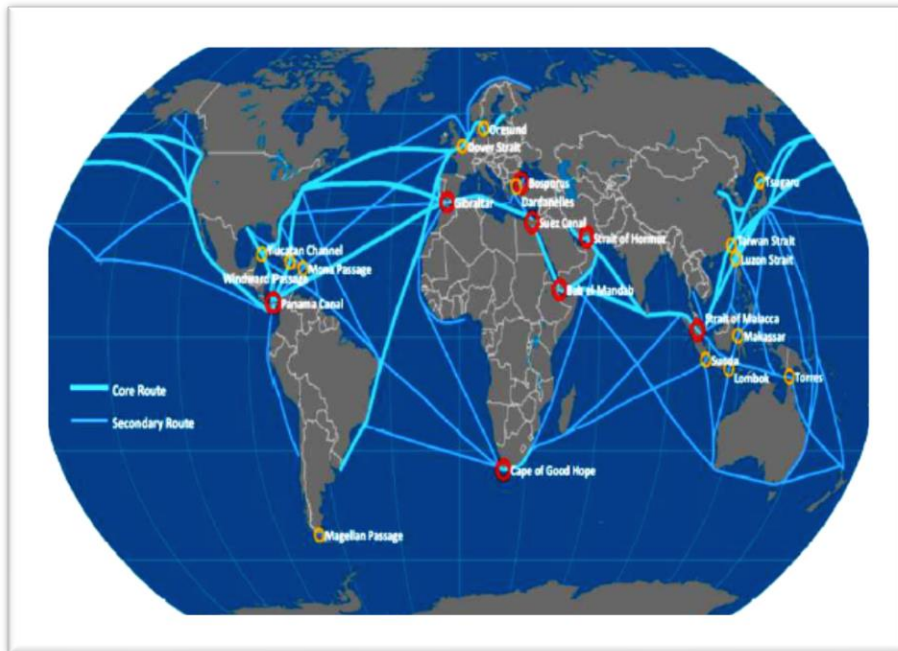 Oresund
Dover Strait
Bosporus
Tsugaru
Gibraltar
Dardanelles
Suez Canal
Strait of Hormuz
Taiwan Strait
Yucatan Channel
Luzon Strait
Mona Passage
Windward Passage
Bab el-Mandab
Panama Canal
Strait of Malacca
Makassar
Sunda
Lombok
Torres
Core Route
Secondary Route
Cape of Good Hope
Magellan Passage